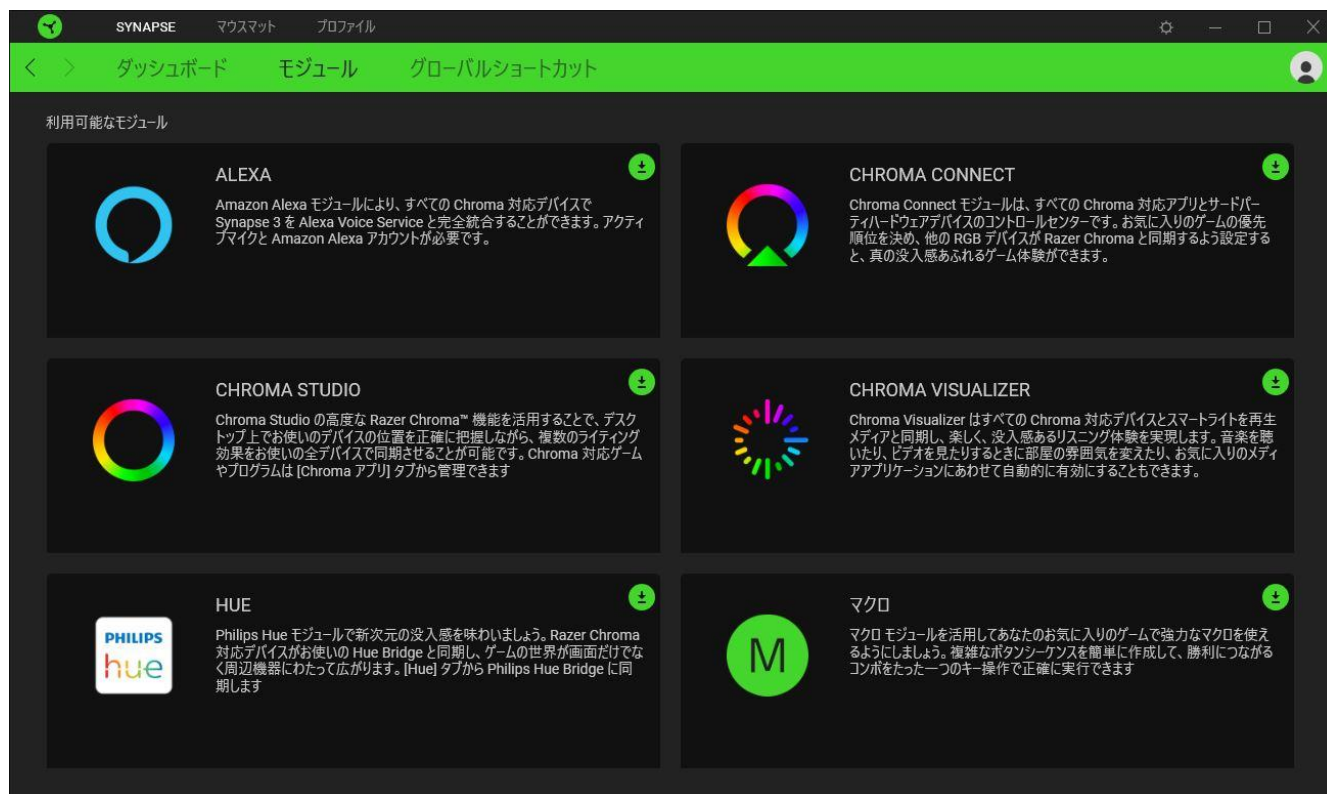 SYNAPSE マウスマット プロファイル
ダッシュボード モジュール グローバルショートカット
利用可能なモジュール
ALEXA
Amazon Alexa モジュールにより、すべての Chroma 対応デバイスで
Synapse 3 を Alexa Voice Service と完全統合することができます。アクティ
ブマイクと Amazon Alexa アカウントが必要です。
CHROMA CONNECT
Chroma Connect モジュールは、すべての Chroma 対応アプリとサードパー
ティハードウェアデバイスのコントロールセンターです。お気に入りのゲームの優先
順位を決め、他の RGB デバイスが Razer Chroma と同期するよう設定する
と、真の没入感あふれるゲーム体験ができます。
CHROMA STUDIO
Chroma Studio の高度な Razer Chroma™ 機能を活用することで、デスク
トップ上でお使いのデバイスの位置を正確に把握しながら、複数のライティング
効果をお使いの全デバイスで同期させることが可能です。Chroma 対応ゲーム
やプログラムは [Chroma アプリ] タブから管理できます
CHROMA VISUALIZER
Chroma Visualizer はすべての Chroma 対応デバイスとスマートライトを再生
メディアと同期し、楽しく、没入感あるリスニング体験を実現します。音楽を聴
いたり、ビデオを見たりするときに部屋の雰囲気を変えたり、お気に入りのメディ
アアプリケーションにあわせて自動的に有効にすることもできます。
PHILIPS
hue
HUE
Philips Hue モジュールで新次元の没入感を味わいましょう。Razer Chroma
対応デバイスがお使いの Hue Bridge と同期し、ゲームの世界が画面だけでな
く周辺機器にわたって広がります。[Hue] タブから Philips Hue Bridge に同
期します
M
マクロ
マクロ モジュールを活用してあなたのお気に入りのゲームで強力なマクロを使え
るようにしましょう。複雑なボタンシーケンスを簡単に作成して、勝利につながる
コンボをたった一つのキー操作で正確に実行できます